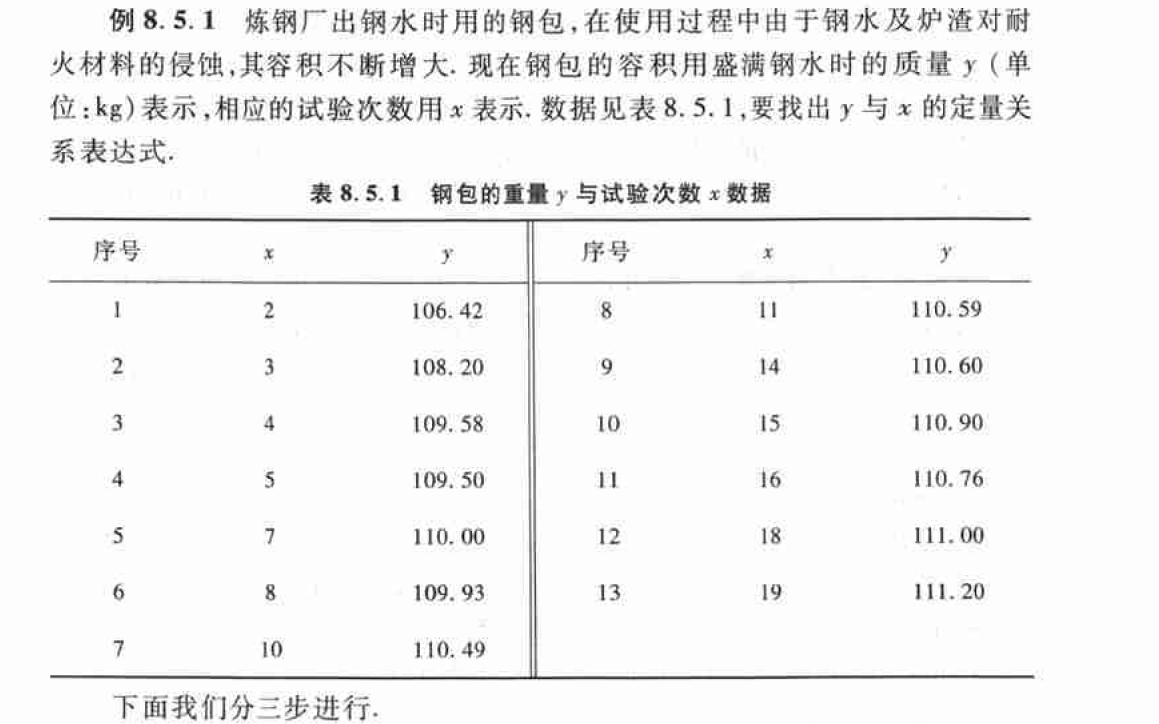 例8.5.1 炼钢厂出钢水时用的钢包,在使用过程中由于钢水及炉渣对耐
火材料的侵蚀,其容积不断增大.现在钢包的容积用盛满钢水时的质量 y (单
位:kg)表示,相应的试验次数用 x 表示.数据见表8.5.1,要找出 y 与 x 的定量关
系表达式.
表8.5.1 钢包的重量 y 与试验次数 x 数据
序号 x y 序号 x y
1 2 106.42 8 11 110.59
2 3 108.20 9 14 110.60
3 4 109.58 10 15 110.90
4 5 109.50 11 16 110.76
5 7 110.00 12 18 111.00
6 8 109.93 13 19 111.20
7 10 110.49
下面我们分三步进行.